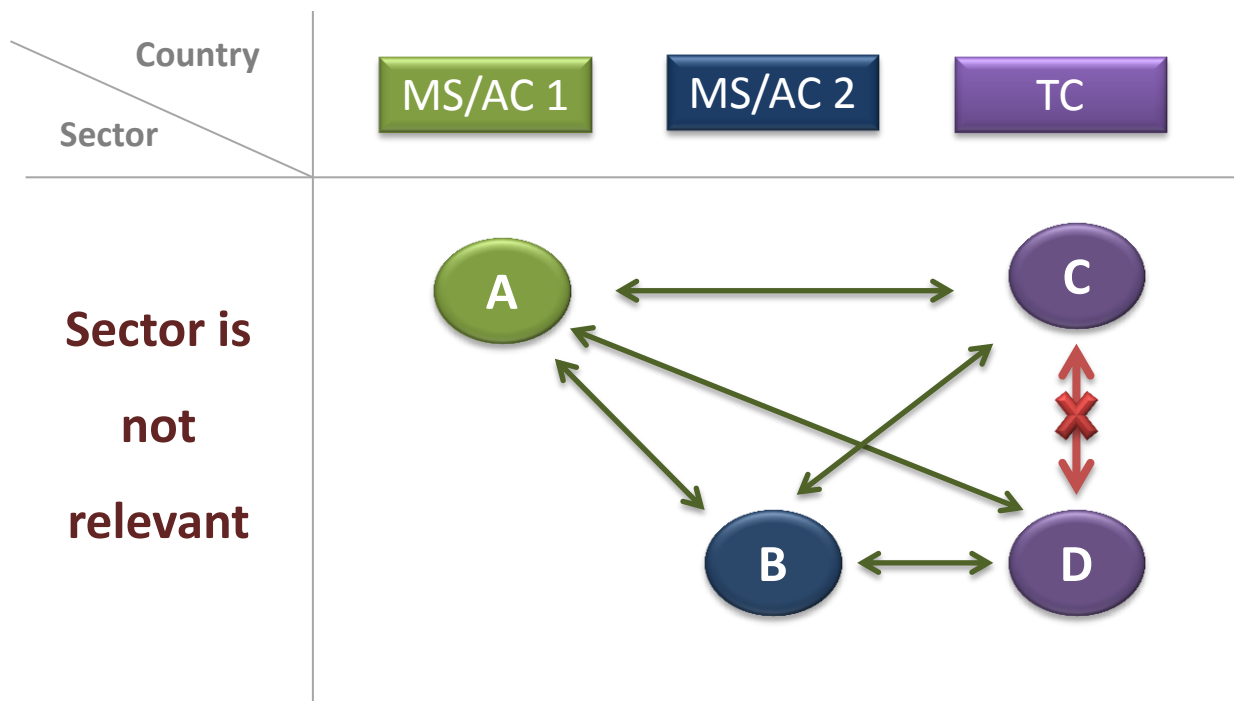 Country
Sector
MS/AC 1
MS/AC 2
TC
Sector is
not
relevant
A
C
B
D